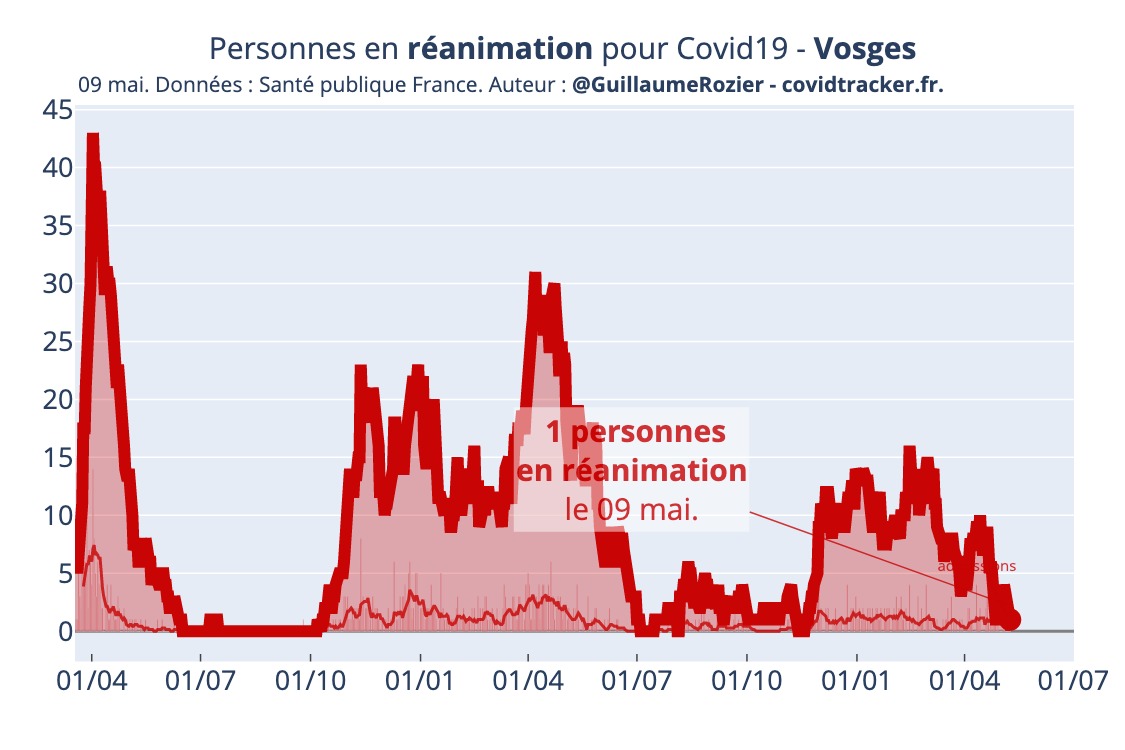 Personnes en réanimation pour Covid19 - Vosges
09 mai. Données : Santé publique France. Auteur : @GuillaumeRozier - covidtracker.fr.
45
40
35
30
25
20
15
10
5
0
1 personnes
en réanimation
le 09 mai.
admissions
01/04 01/07 01/10 01/01 01/04 01/07 01/10 01/01 01/04 01/07